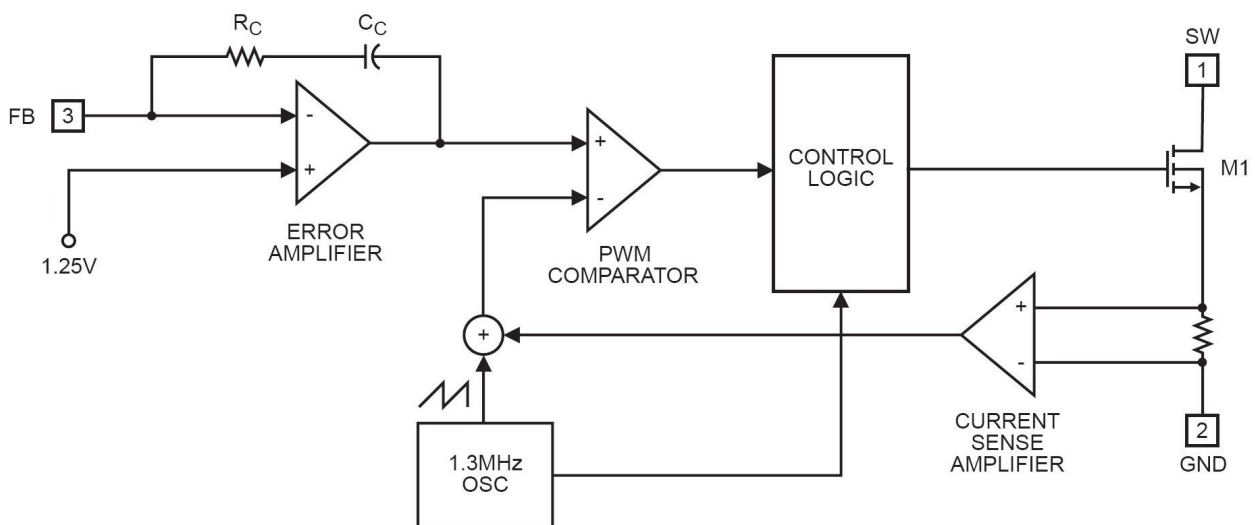 R_C
C_C
SW
1
FB
3
-
+
1.25V
ERROR
AMPLIFIER
+
-
PWM
COMPARATOR
CONTROL
LOGIC
M1
+
+
-
CURRENT
SENSE
AMPLIFIER
1.3MHz
OSC
2
GND